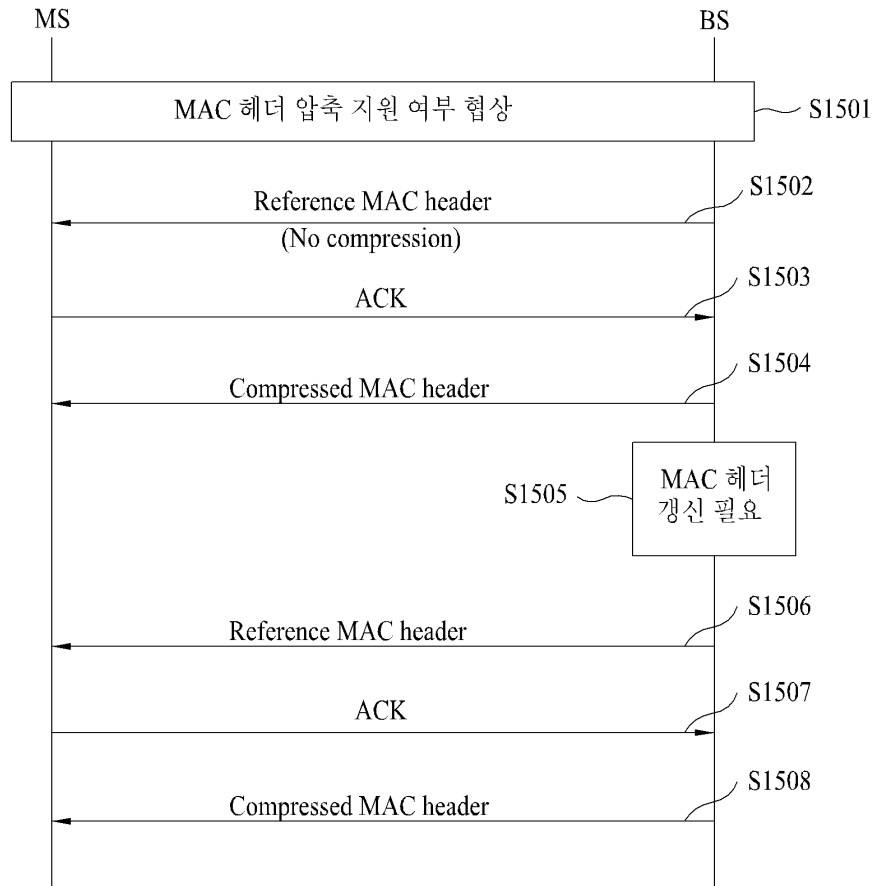 MS
BS
MAC 헤더 압축 지원 여부 협상
S1501
S1502
Reference MAC header
(No compression)
S1503
ACK
S1504
Compressed MAC header
MAC 헤더
갱신 필요
S1505
S1506
Reference MAC header
S1507
ACK
S1508
Compressed MAC header